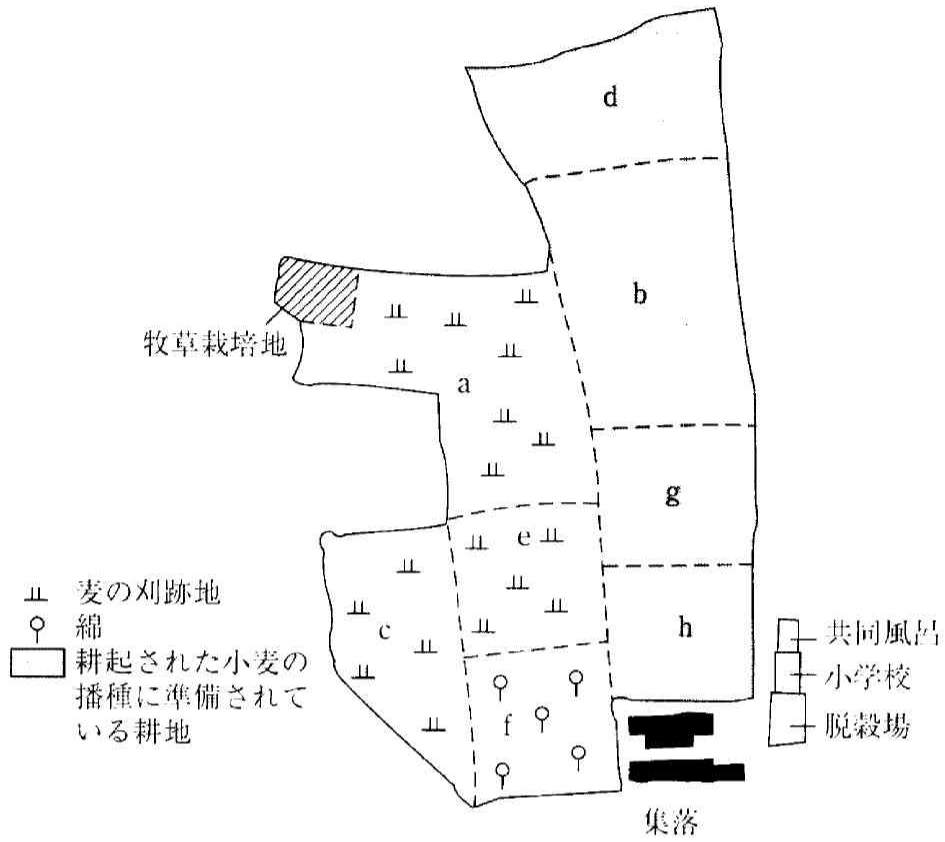 d
b
牧草栽培地
a
g
e
c
h
f
麦の刈跡地
綿
耕起された小麦の
播種に準備されて
いる耕地
共同風呂
小学校
脱穀場
集落